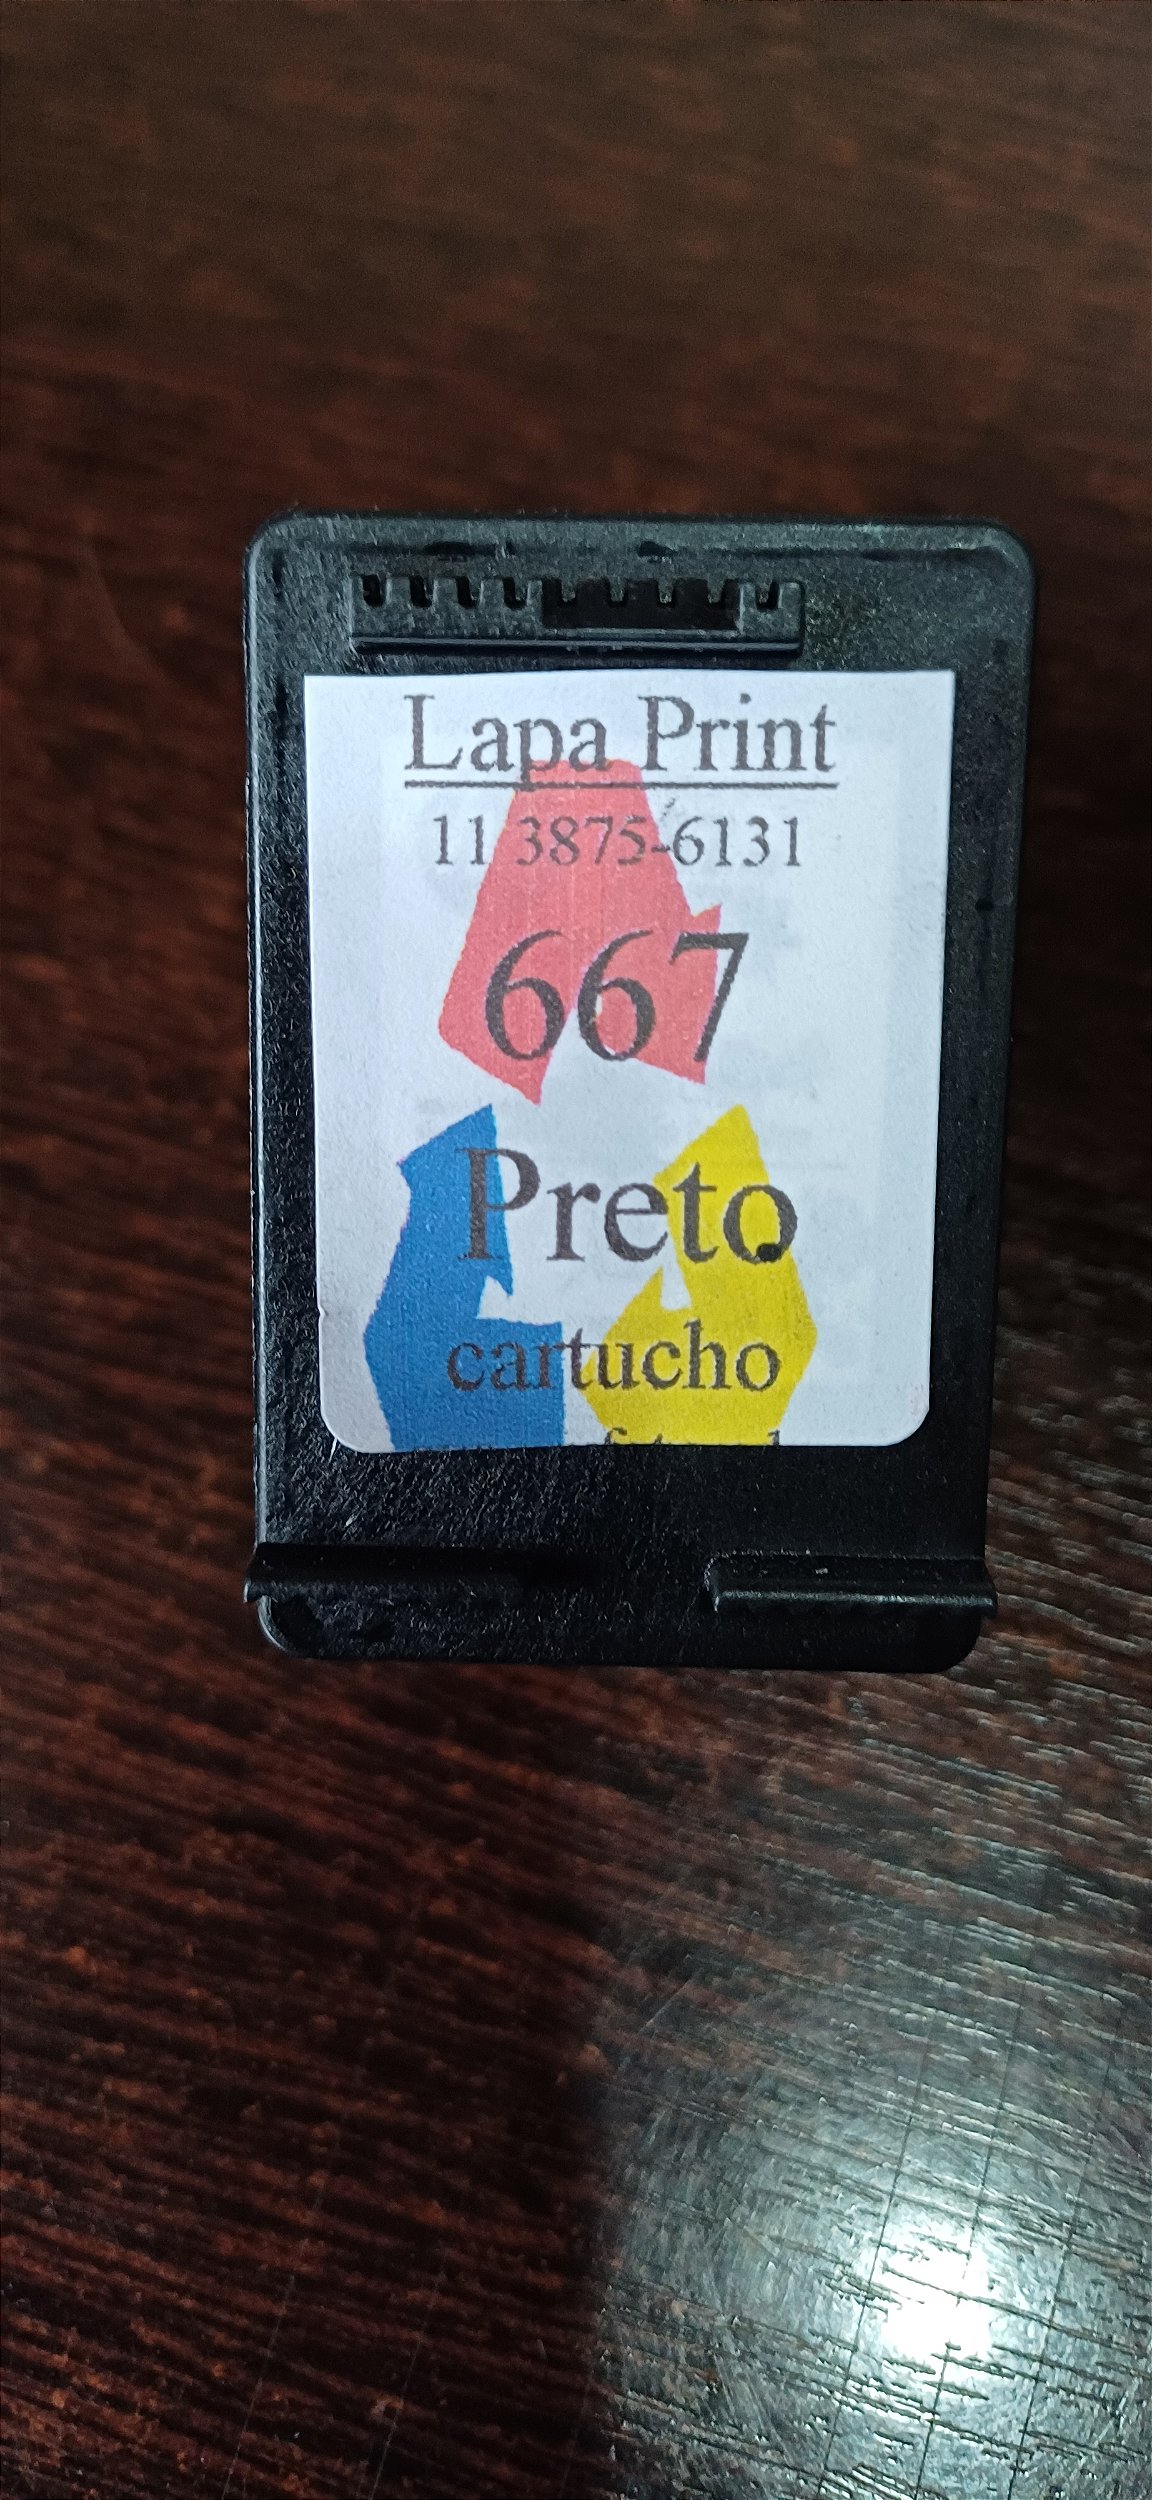 Lapa Print
11 3875-6131
667
Preto
cartucho